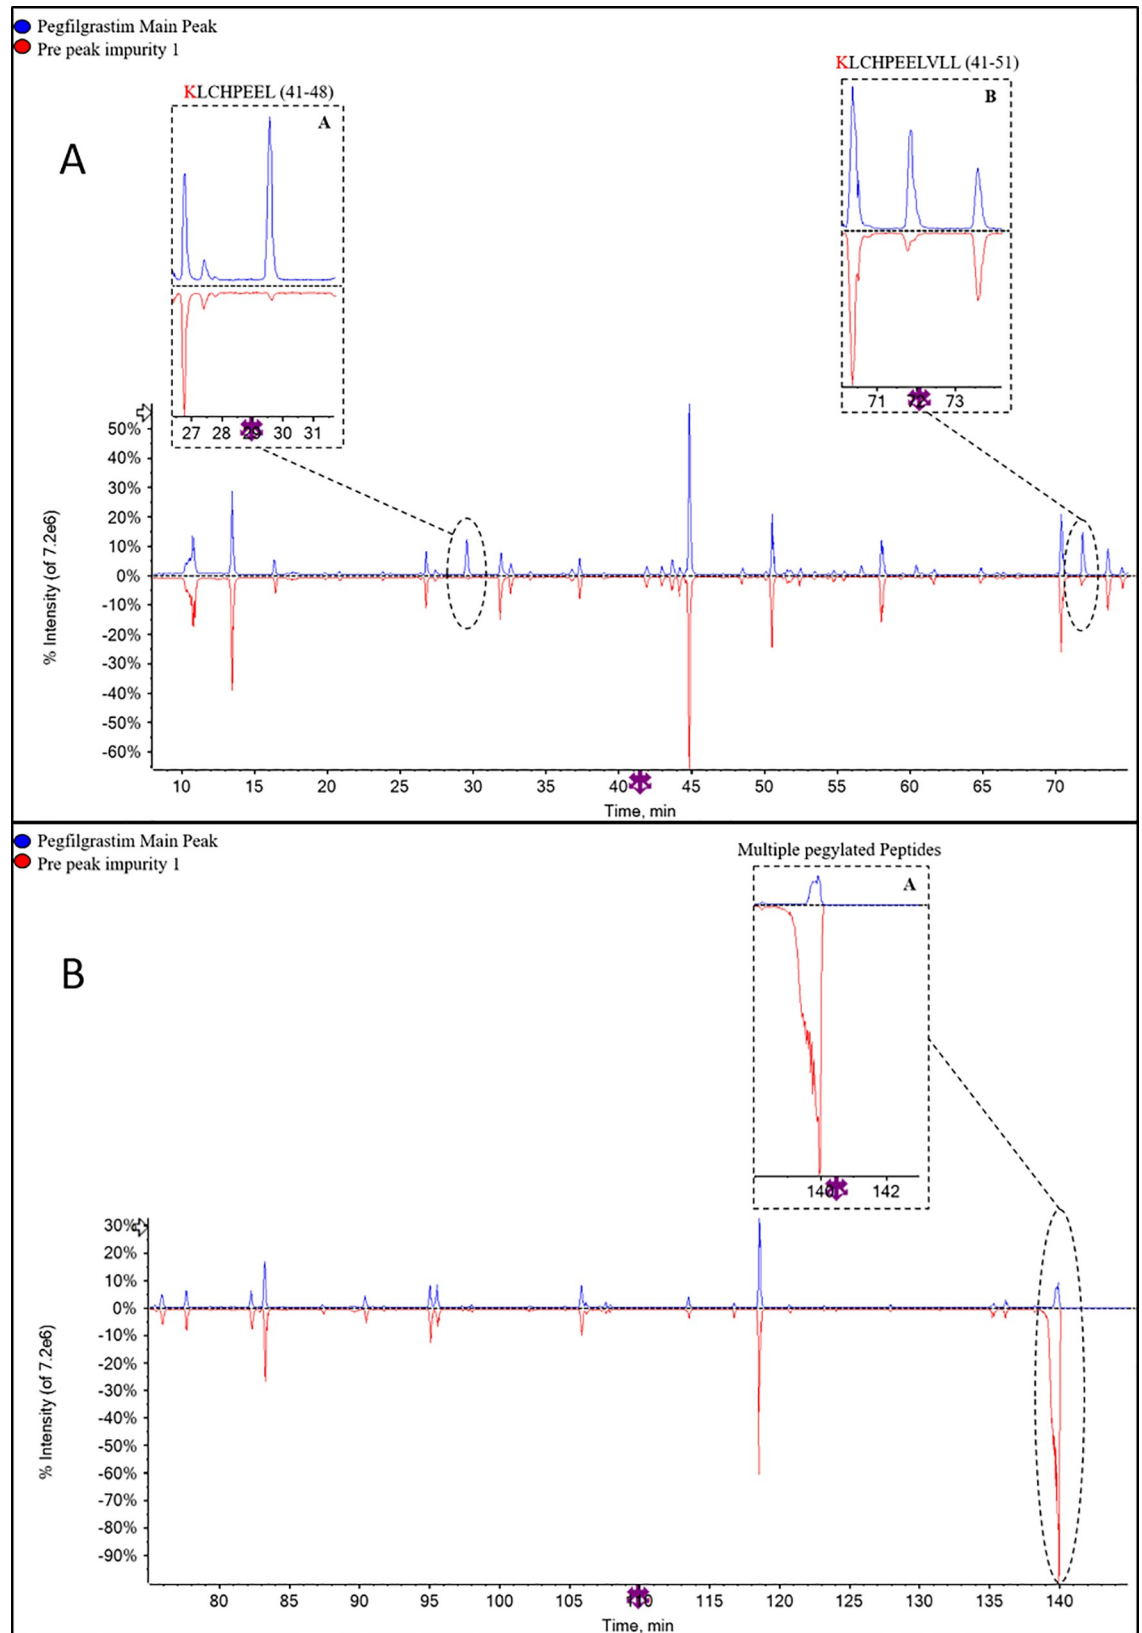 Pegfilgrastim Main Peak
Pre peak impurity 1
KLCHPEEL (41-48)
A
KLCHPEELVLL (41-51)
B
A
27 28 30 31
71 73
50%
40%
30%
20%
10%
0%
-10%
-20%
-30%
-40%
-50%
-60%
% Intensity (of 7.2e6)
10 15 20 25 30 35 40 45 50 55 60 65 70
Time, min
Pegfilgrastim Main Peak
Pre peak impurity 1
Multiple pegylated Peptides
A
B
140 142
30%
20%
10%
0%
-10%
-20%
-30%
-40%
-50%
-60%
-70%
-80%
-90%
% Intensity (of 7.2e6)
80 85 90 95 100 105 115 120 125 130 135 140
Time, min